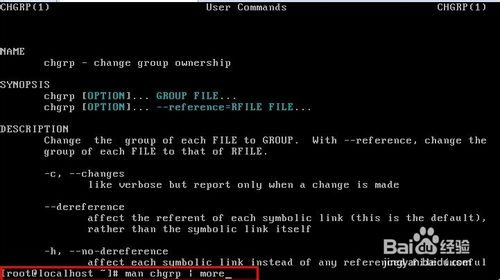 CHGRP(1) User Commands CHGRP(1)
NAME
chgrp - change group ownership
SYNOPSIS
chgrp [OPTION]... GROUP FILE...
chgrp [OPTION]... --reference=RFILE FILE...
DESCRIPTION
Change the group of each FILE to GROUP. With --reference, change the
group of each FILE to that of RFILE.
-c, --changes
like verbose but report only when a change is made
--dereference
affect the referent of each symbolic link (this is the default),
rather than the symbolic link itself
-h, --no-dereference
affect each symbolic link instead of any referenced file (useful
[root@localhost ~]# man chgrp | more_
Baidu 经验
jingyan.baidu.com